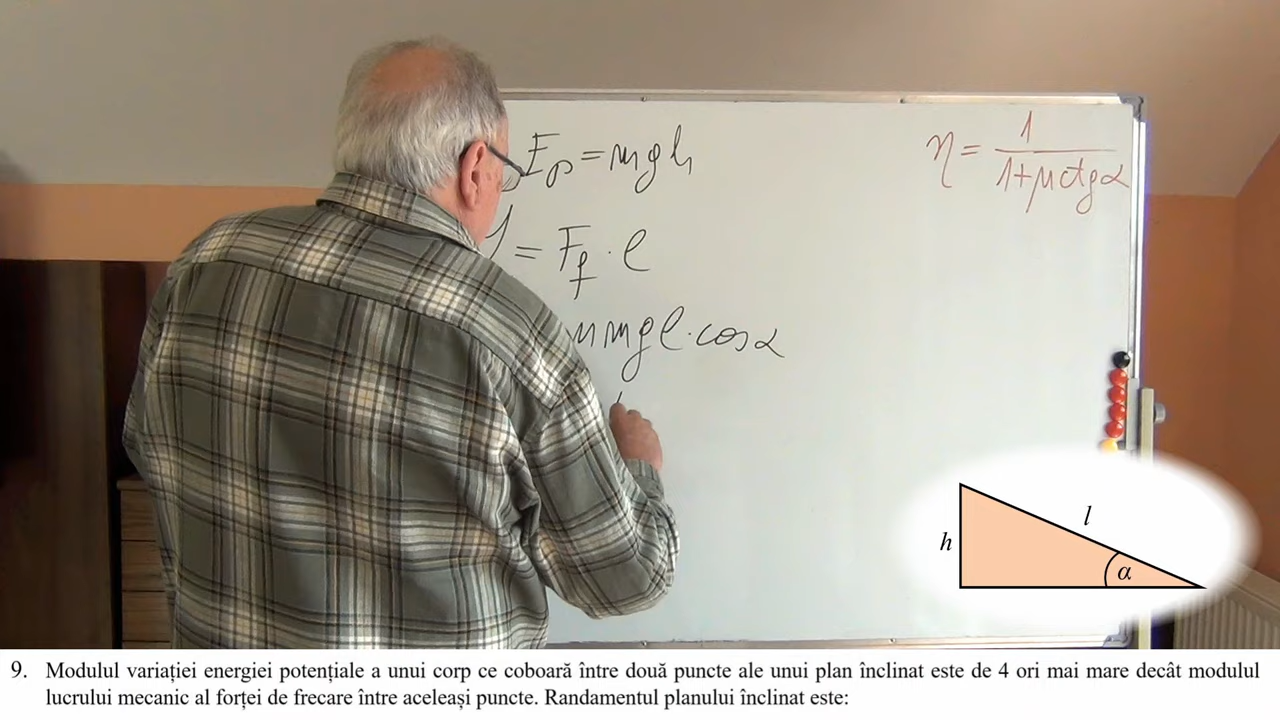 E_p = mgh
η = 1 / 1+μctgα
= F_f · l
μmgl·cosα
h
l
α
9. Modulul variației energiei potențiale a unui corp ce coboară între două puncte ale unui plan înclinat este de 4 ori mai mare decât modulul
lucrului mecanic al forței de frecare între aceleași puncte. Randamentul planului înclinat este: